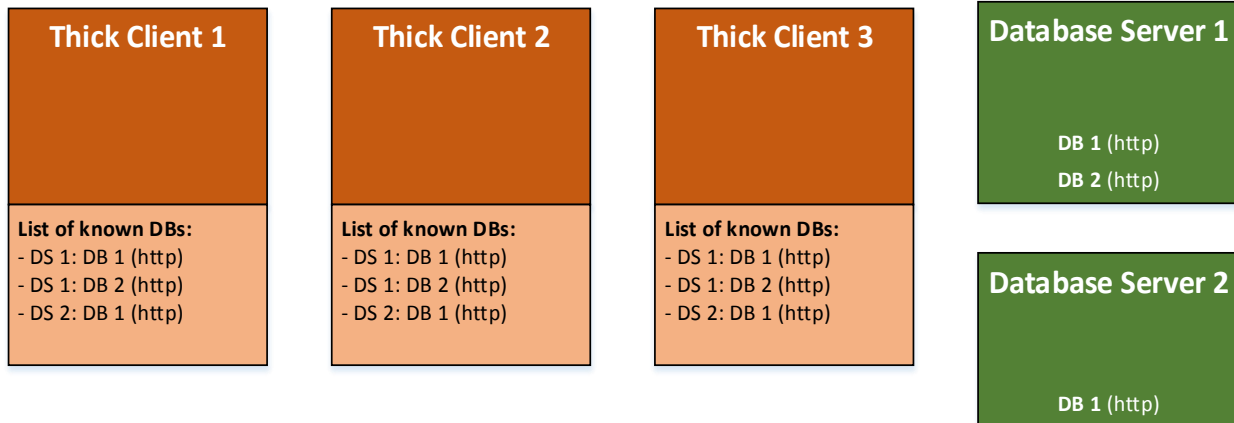 Thick Client 1
List of known DBs:
- DS 1: DB 1 (http)
- DS 1: DB 2 (http)
- DS 2: DB 1 (http)
Thick Client 2
List of known DBs:
- DS 1: DB 1 (http)
- DS 1: DB 2 (http)
- DS 2: DB 1 (http)
Thick Client 3
List of known DBs:
- DS 1: DB 1 (http)
- DS 1: DB 2 (http)
- DS 2: DB 1 (http)
Database Server 1
DB 1 (http)
DB 2 (http)
Database Server 2
DB 1 (http)